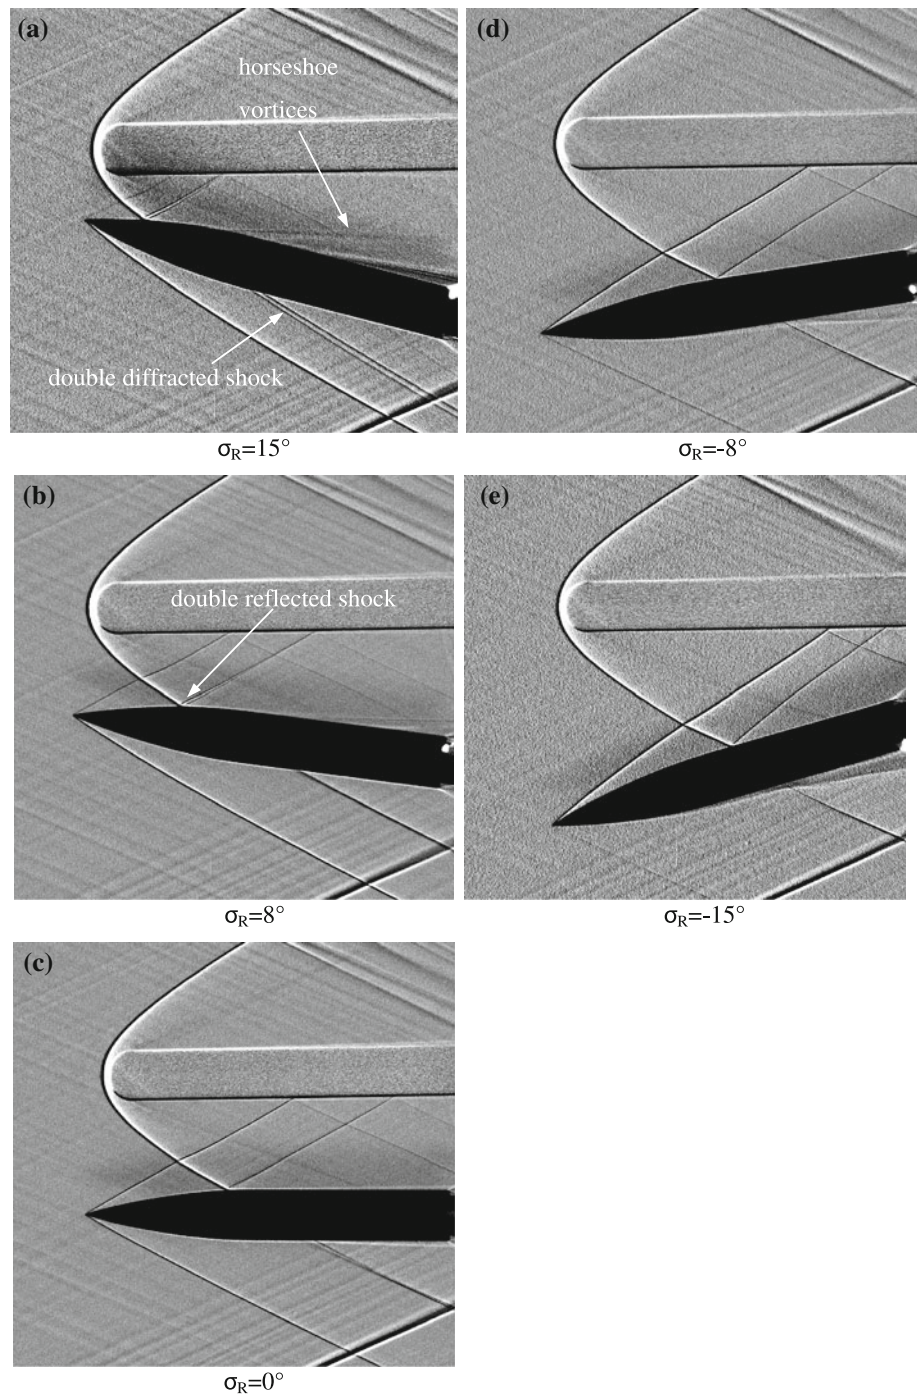 (a)
horseshoe
vortices
double diffracted shock
σR=15°
(d)
σR=-8°
(b)
double reflected shock
σR=8°
(e)
σR=-15°
(c)
σR=0°